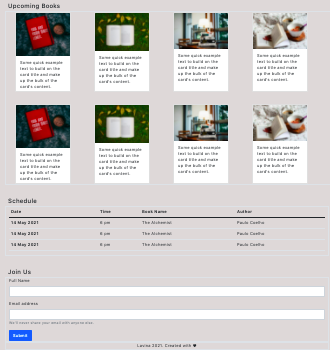 Upcoming Books
Some quick example
text to build on the
card title and make
up the bulk of the
card's content.
Some quick example
text to build on the
card title and make
up the bulk of the
card's content.
Some quick example
text to build on the
card title and make
up the bulk of the
card's content.
Some quick example
text to build on the
card title and make
up the bulk of the
card's content.
Some quick example
text to build on the
card title and make
up the bulk of the
card's content.
Some quick example
text to build on the
card title and make
up the bulk of the
card's content.
Some quick example
text to build on the
card title and make
up the bulk of the
card's content.
Some quick example
text to build on the
card title and make
up the bulk of the
card's content.
Schedule
Date Time Book Name Author
14 May 2021 8 pm The Alchemist Paulo Coelho
14 May 2021 8 pm The Alchemist Paulo Coelho
14 May 2021 8 pm The Alchemist Paulo Coelho
Join Us
Full Name
Email address
We'll never share your email with anyone else.
Submit
2021. Created with ♥